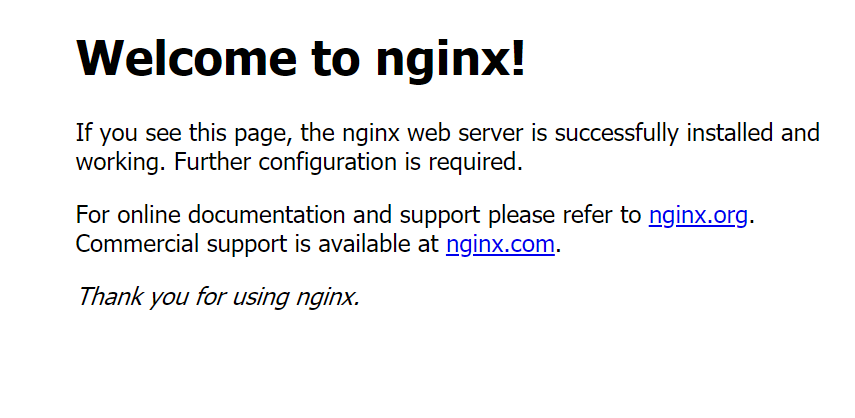 Welcome to nginx!
If you see this page, the nginx web server is successfully installed and
working. Further configuration is required.
For online documentation and support please refer to nginx.org.
Commercial support is available at nginx.com.
Thank you for using nginx.